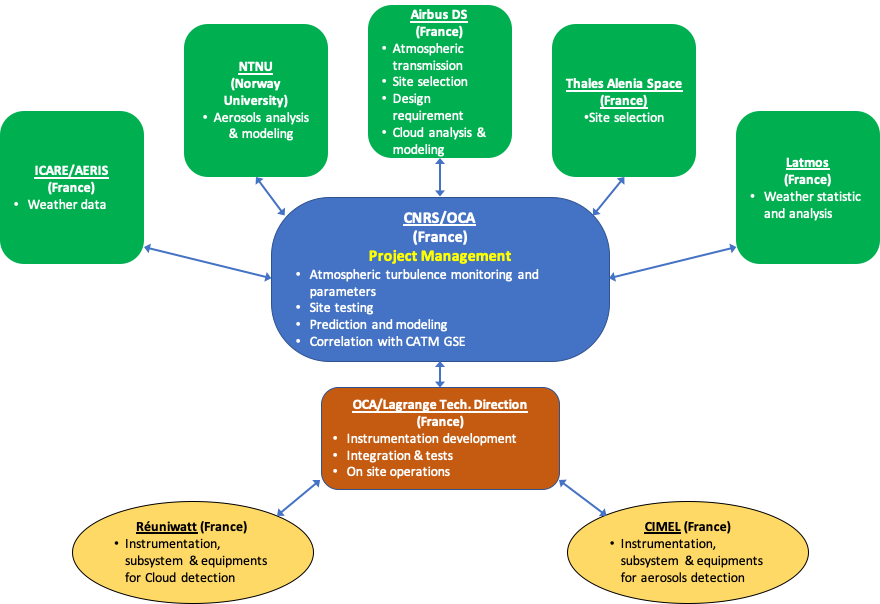 Airbus DS
(France)
• Atmospheric
transmission
• Site selection
• Design
requirement
• Cloud analysis &
modeling
NTNU
(Norway
University)
• Aerosols analysis
& modeling
Thales Alenia Space
(France)
•Site selection
ICARE/AERIS
(France)
• Weather data
Latmos
(France)
• Weather statistic
and analysis
CNRS/OCA
(France)
Project Management
• Atmospheric turbulence monitoring and
parameters
• Site testing
• Prediction and modeling
• Correlation with CATM GSE
OCA/Lagrange Tech. Direction
(France)
• Instrumentation development
• Integration & tests
• On site operations
Réuniwatt (France)
• Instrumentation,
subsystem & equipments
for Cloud detection
CIMEL (France)
• Instrumentation,
subsystem & equipments
for aerosols detection